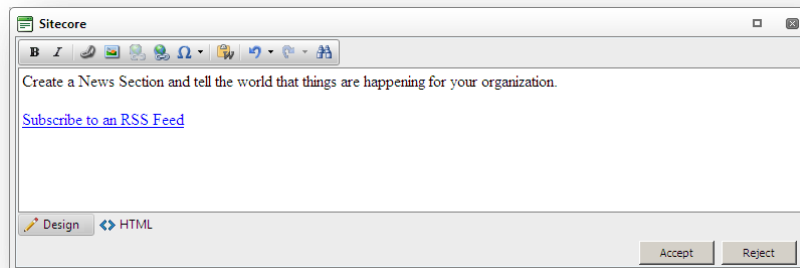 Sitecore
B I Ω W
Create a News Section and tell the world that things are happening for your organization.
Subscribe to an RSS Feed
Design <> HTML
Accept Reject